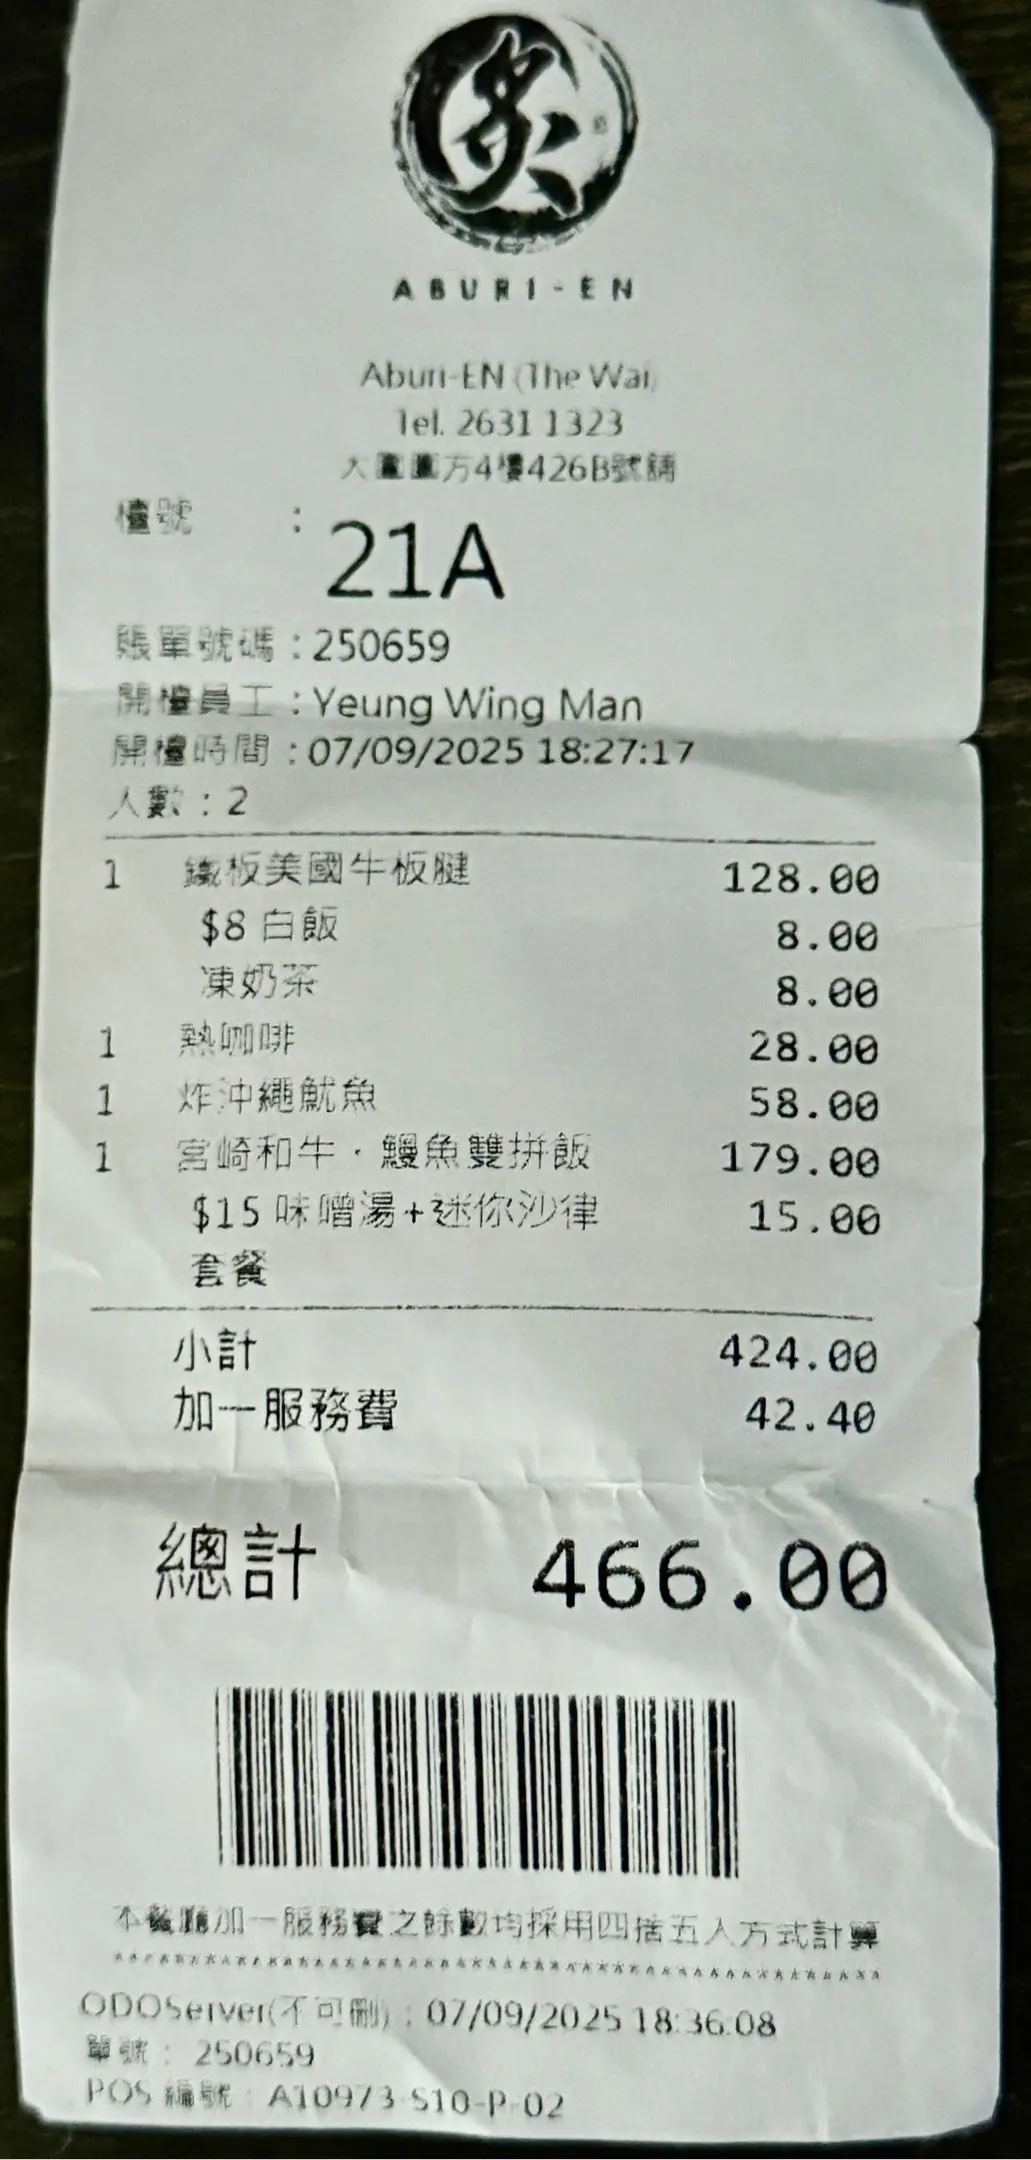 炙
ABURI-EN
Aburi-EN (The Wai)
Tel. 2631 1323
大圍圍方4樓426B號舖
檯號 : 21A
賬單號碼 : 250659
開檯員工 : Yeung Wing Man
開檯時間 : 07/09/2025 18:27:17
人數 : 2
1 鐵板美國牛板腱 128.00
$8 白飯 8.00
凍奶茶 8.00
1 熱咖啡 28.00
1 炸沖繩魷魚 58.00
1 宮崎和牛・鰻魚雙拼飯 179.00
$15 味噌湯+迷你沙律 15.00
套餐
小計 424.00
加一服務費 42.40
總計 466.00
本餐廳加一服務費之餘數均採用四捨五入方式計算
ODOServer(不可刪) : 07/09/2025 18:36:08
單號 : 250659
POS 編號 : A10973-S10-P-02